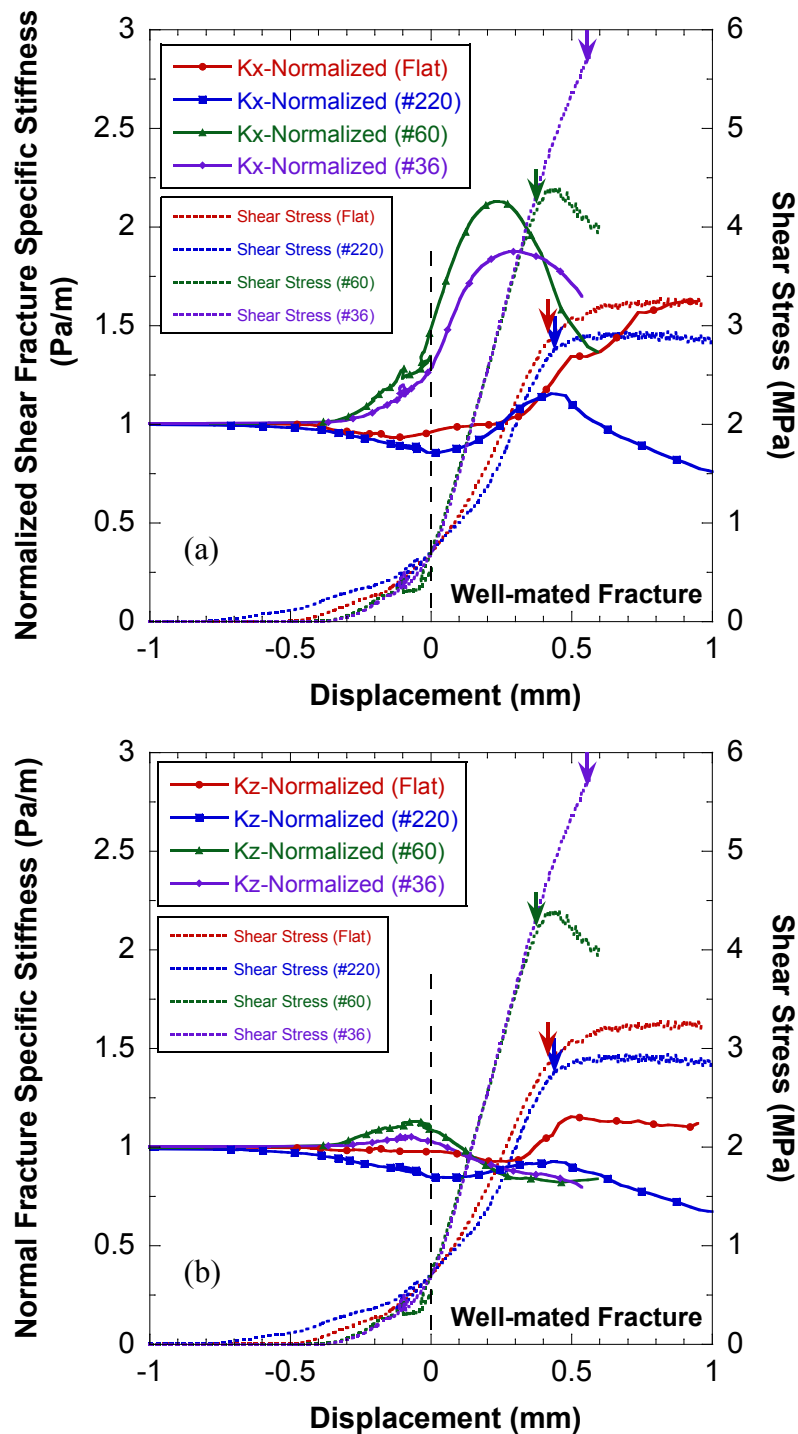 3
2.5
2
1.5
1
0.5
0
Normalized Shear Fracture Specific Stiffness
(Pa/m)
Kx-Normalized (Flat)
Kx-Normalized (#220)
Kx-Normalized (#60)
Kx-Normalized (#36)
Shear Stress (Flat)
Shear Stress (#220)
Shear Stress (#60)
Shear Stress (#36)
(a)
Well-mated Fracture
6
5
4
3
2
1
0
Shear Stress (MPa)
-1 -0.5 0 0.5 1
Displacement (mm)
3
2.5
2
1.5
1
0.5
0
Normal Fracture Specific Stiffness (Pa/m)
Kz-Normalized (Flat)
Kz-Normalized (#220)
Kz-Normalized (#60)
Kz-Normalized (#36)
Shear Stress (Flat)
Shear Stress (#220)
Shear Stress (#60)
Shear Stress (#36)
(b)
Well-mated Fracture
6
5
4
3
2
1
0
Shear Stress (MPa)
-1 -0.5 0 0.5 1
Displacement (mm)